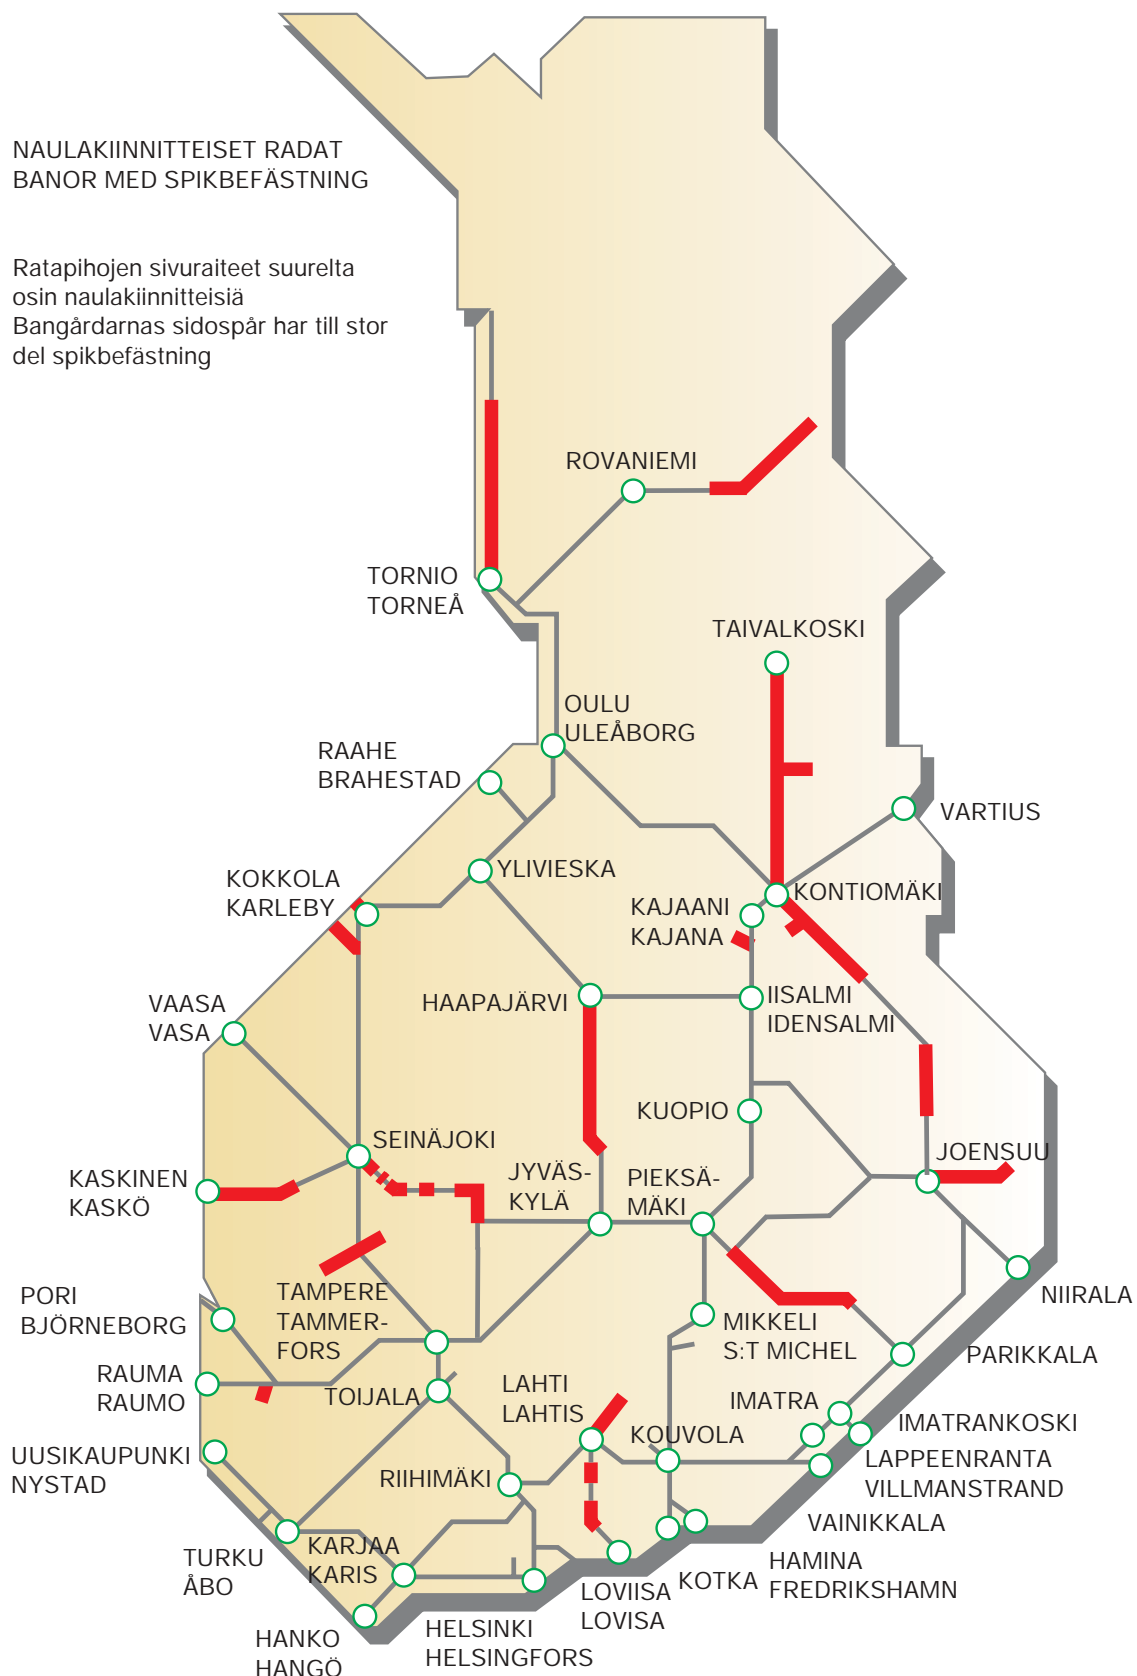 NAULAKIINNITTEISET RADAT
BANOR MED SPIKBEFÄSTNING
Ratapihojen sivuraiteet suurelta
osin naulakiinnitteisiä
Bangårdarnas sidospår har till stor
del spikbefästning
ROVANIEMI
TORNIO
TORNEÅ
TAIVALKOSKI
OULU
ULEÅBORG
RAAHE
BRAHESTAD
VARTIUS
YLIVIESKA
KOKKOLA
KARLEBY
KONTIOMÄKI
KAJAANI
KAJANA
HAAPAJÄRVI
IISALMI
IDENSALMI
VAASA
VASA
KUOPIO
SEINÄJOKI
JOENSUU
KASKINEN
KASKÖ
JYVÄS-
KYLÄ
PIEKSÄ-
MÄKI
TAMPERE
TAMMER-
FORS
NIIRALA
PORI
BJÖRNEBORG
MIKKELI
S:T MICHEL
PARIKKALA
RAUMA
RAUMO
TOIJALA
LAHTI
LAHTIS
IMATRA
IMATRANKOSKI
KOUVOLA
UUSIKAUPUNKI
NYSTAD
RIIHIMÄKI
LAPPEENRANTA
VILLMANSTRAND
VAINIKKALA
TURKU
ÅBO
KARJAA
KARIS
HAMINA
FREDRIKSHAMN
KOTKA
LOVIISA
LOVISA
HELSINKI
HELSINGFORS
HANKO
HANGÖ